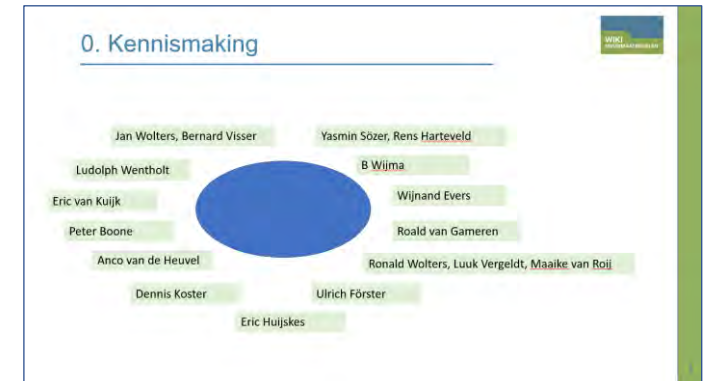 0. Kennismaking
WIKI
Jan Wolters, Bernard Visser
Yasmin Sözer, Rens Harteveld
Ludolph Wentholt
B Wijma
Eric van Kuijk
Wijnand Evers
Peter Boone
Roald van Gameren
Anco van de Heuvel
Ronald Wolters, Luuk Vergeldt, Maaike van Roij
Dennis Koster
Ulrich Förster
Eric Huijskes